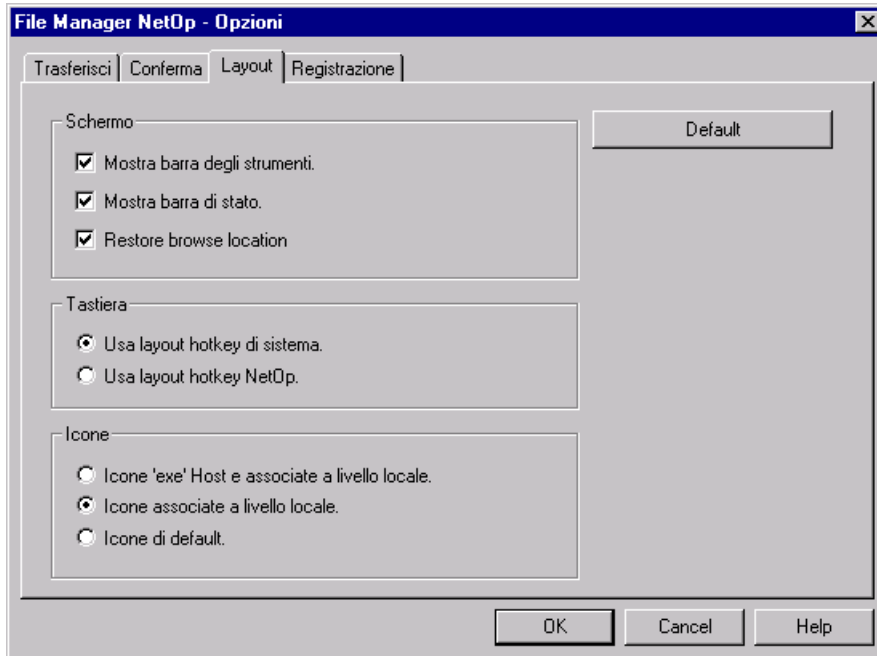 File Manager NetOp - Opzioni
Trasferisci Conferma Layout Registrazione
Schermo
Mostra barra degli strumenti.
Mostra barra di stato.
Restore browse location
Default
Tastiera
Usa layout hotkey di sistema.
Usa layout hotkey NetOp.
Icone
Icone 'exe' Host e associate a livello locale.
Icone associate a livello locale.
Icone di default.
OK Cancel Help